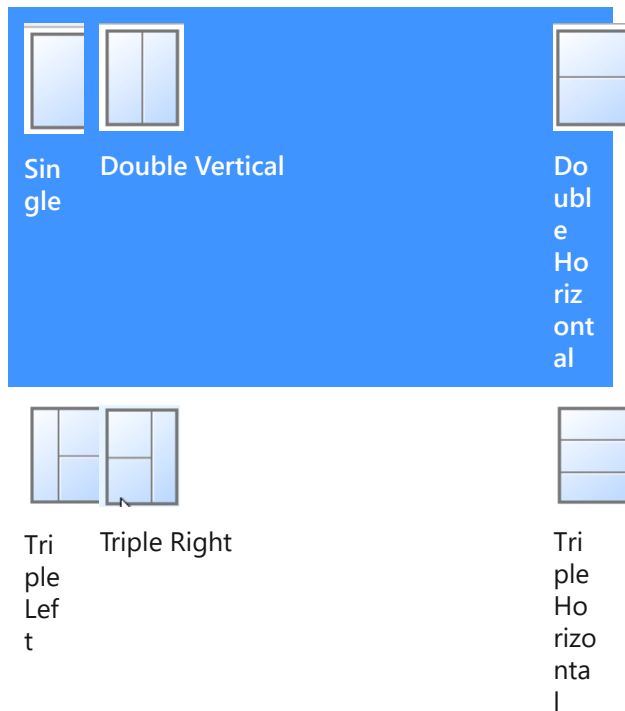 Sin
gle
Double Vertical
Do
ubl
e
Ho
riz
ont
al
Tri
ple
Lef
t
Triple Right
Tri
ple
Ho
rizo
nta
l